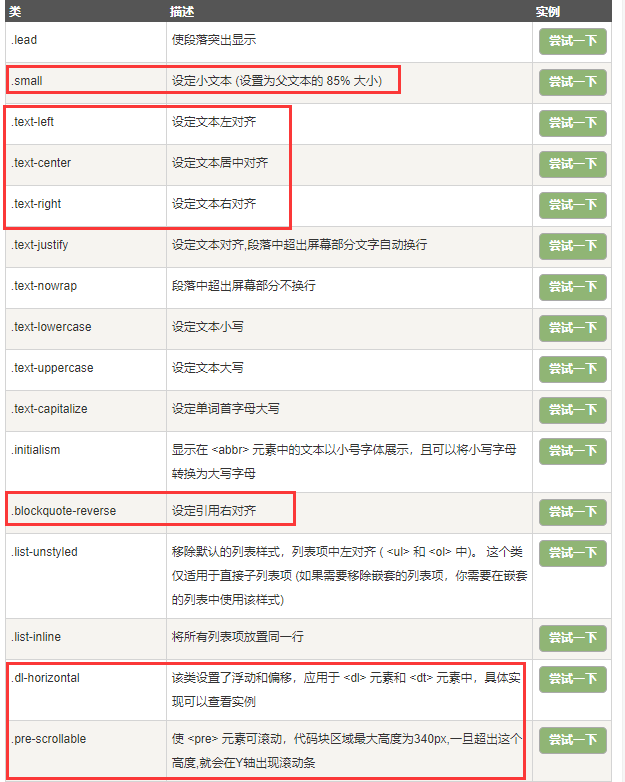 类 描述 实例
.lead 使段落突出显示 尝试一下
.small 设定小文本 (设置为父文本的 85% 大小) 尝试一下
.text-left 设定文本左对齐 尝试一下
.text-center 设定文本居中对齐 尝试一下
.text-right 设定文本右对齐 尝试一下
.text-justify 设定文本对齐,段落中超出屏幕部分文字自动换行 尝试一下
.text-nowrap 段落中超出屏幕部分不换行 尝试一下
.text-lowercase 设定文本小写 尝试一下
.text-uppercase 设定文本大写 尝试一下
.text-capitalize 设定单词首字母大写 尝试一下
.initialism 显示在 <abbr> 元素中的文本以小号字体展示，且可以将小写字母 尝试一下
转换为大写字母
.blockquote-reverse 设定引用右对齐 尝试一下
.list-unstyled 移除默认的列表样式，列表项中左对齐 ( <ul> 和 <ol> 中)。 这个类 尝试一下
仅适用于直接子列表项 (如果需要移除嵌套的列表项，你需要在嵌套
的列表中使用该样式)
.list-inline 将所有列表项放置同一行 尝试一下
.dl-horizontal 该类设置了浮动和偏移，应用于 <dl> 元素和 <dt> 元素中，具体实 尝试一下
现可以查看实例
.pre-scrollable 使 <pre> 元素可滚动，代码块区域最大高度为340px,一旦超出这个 尝试一下
高度,就会在Y轴出现滚动条